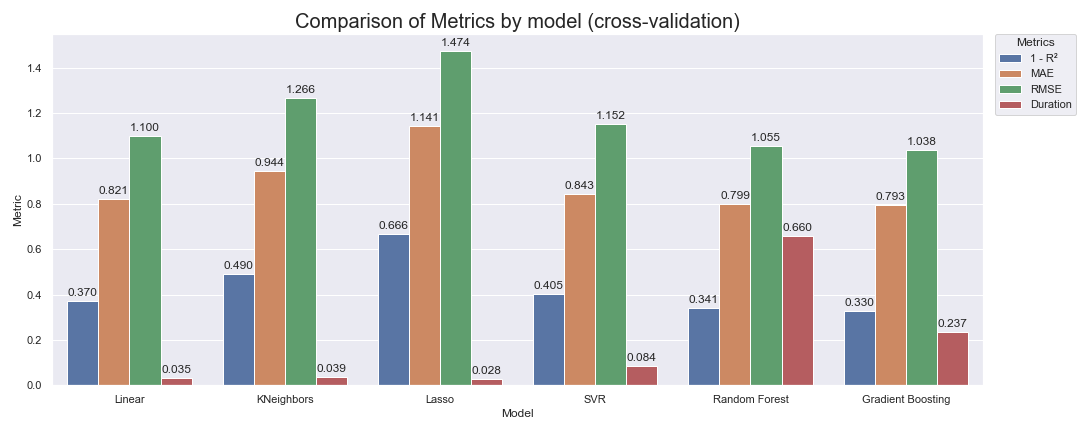 Comparison of Metrics by model (cross-validation)
Metrics
1 - R²
MAE
RMSE
Duration
Metric
1.4
1.2
1.0
0.8
0.6
0.4
0.2
0.0
0.370
0.821
1.100
0.035
0.490
0.944
1.266
0.039
0.666
1.141
1.474
0.028
0.405
0.843
1.152
0.084
0.341
0.799
1.055
0.660
0.330
0.793
1.038
0.237
Linear
KNeighbors
Lasso
SVR
Random Forest
Gradient Boosting
Model